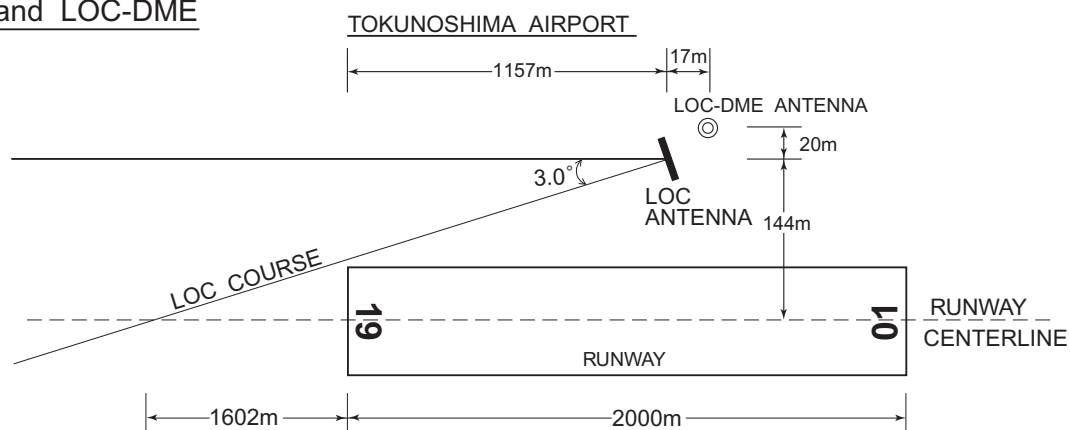 and LOC-DME
TOKUNOSHIMA AIRPORT
17m
1157m
LOC-DME ANTENNA
20m
3.0°
LOC
ANTENNA
144m
LOC COURSE
19
01
RUNWAY
CENTERLINE
RUNWAY
1602m
2000m